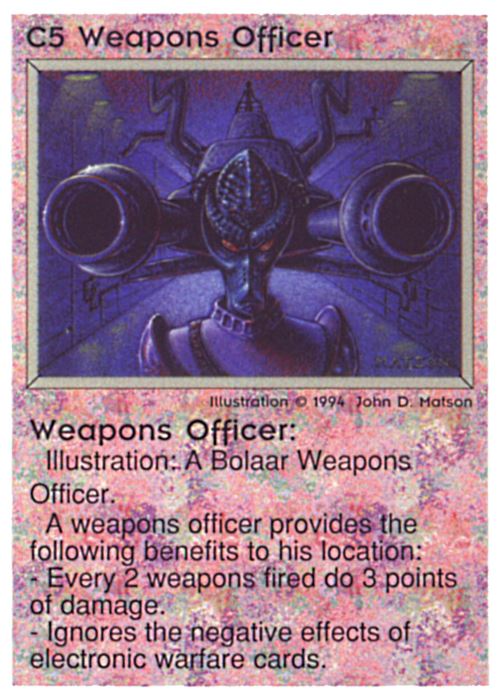 C5 Weapons Officer
MATSON
Illustration © 1994 John D. Matson
Weapons Officer:
Illustration: A Bolaar Weapons
Officer.
A weapons officer provides the
following benefits to his location:
- Every 2 weapons fired do 3 points
of damage.
- Ignores the negative effects of
electronic warfare cards.